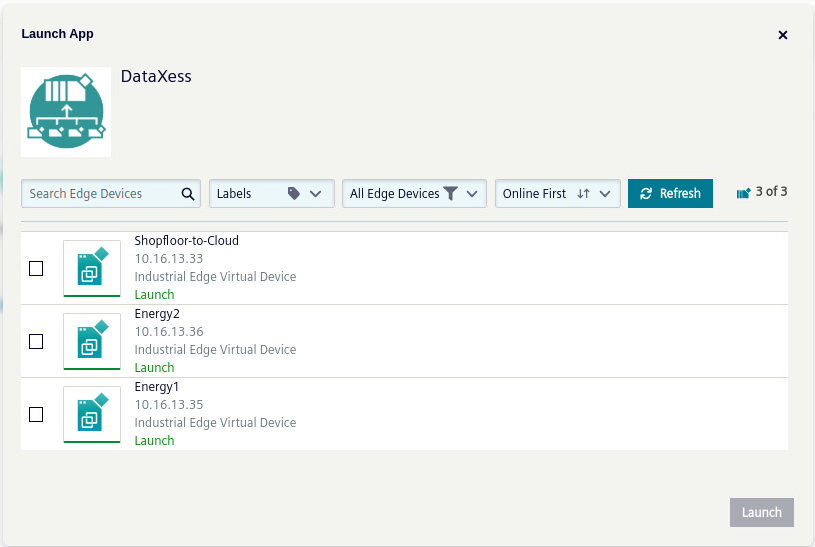 Launch App
DataXess
Search Edge Devices
Labels
All Edge Devices
Online First
Refresh
3 of 3
Shopfloor-to-Cloud
10.16.13.33
Industrial Edge Virtual Device
Launch
Energy2
10.16.13.36
Industrial Edge Virtual Device
Launch
Energy1
10.16.13.35
Industrial Edge Virtual Device
Launch
Launch